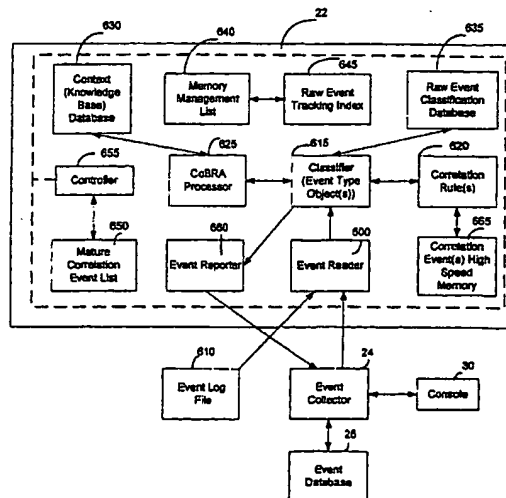 630
640
22
635
645
Context
(Knowledge
Base)
Database
Memory
Management
List
Raw Event
Tracking Index
Raw Event
Classification
Database
655
625
615
620
Controller
CoBRA
Processor
Classifier
(Event Type
Object(s))
Correlation
Rule(s)
650
660
600
665
Mature
Correlation
Event List
Event Reporter
Event Reader
Correlation
Event(s) High
Speed
Memory
610
24
30
Event Log
File
Event
Collector
Console
26
Event
Database